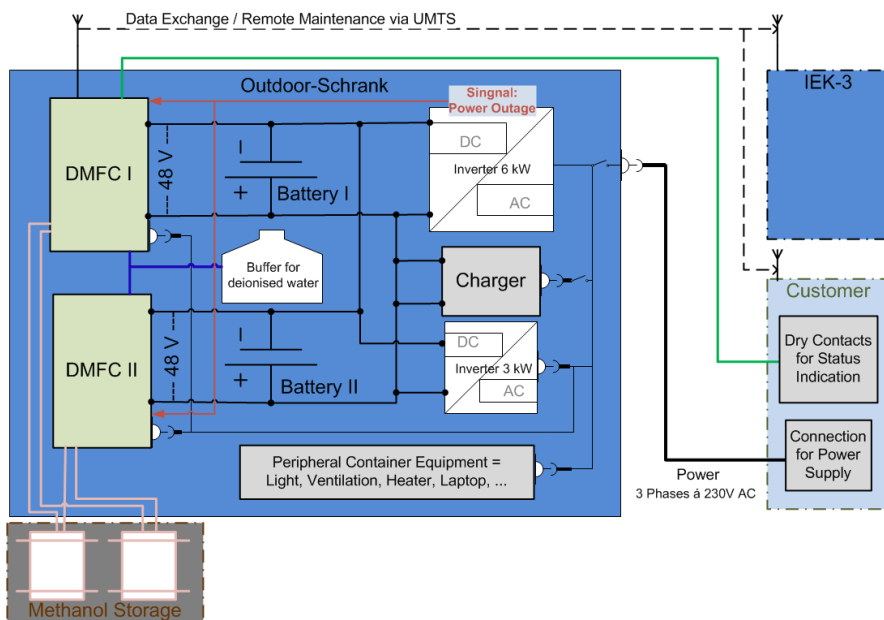 Data Exchange / Remote Maintenance via UMTS
Outdoor-Schrank
IEK-3
Singnal:
Power Outage
DMFC I
48 V
Battery I
DC
Inverter 6 kW
AC
Buffer for
deionised water
Charger
Customer
Dry Contacts
for Status
Indication
DMFC II
48 V
Battery II
DC
Inverter 3 kW
AC
Connection
for Power
Supply
Peripheral Container Equipment =
Light, Ventilation, Heater, Laptop, ...
Power
3 Phases á 230V AC
Methanol Storage